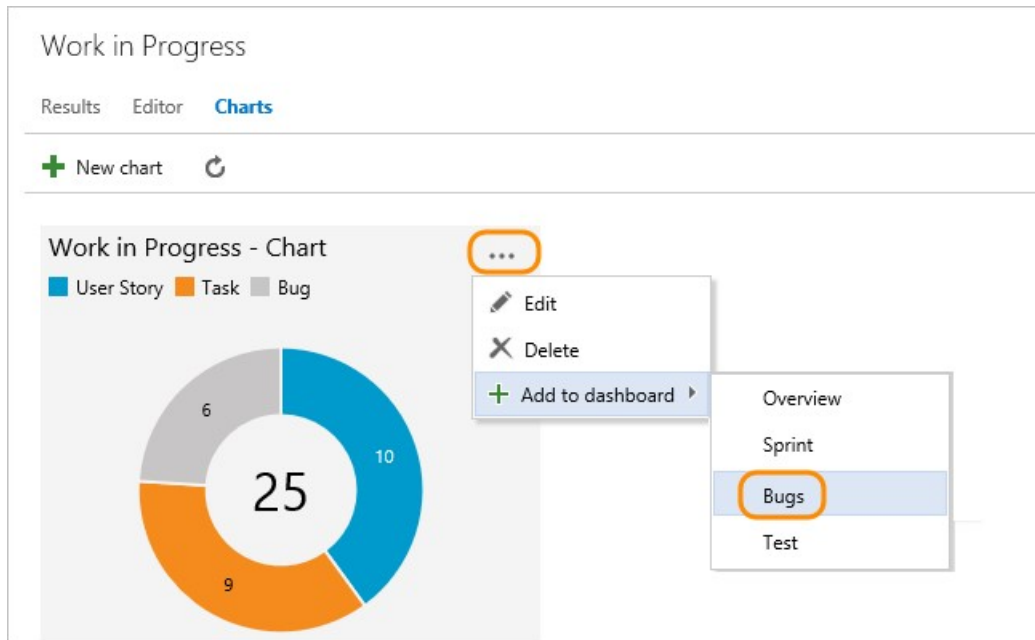 Work in Progress
Results Editor Charts
New chart
Work in Progress - Chart
...
User Story Task Bug
Edit
Delete
Add to dashboard
Overview
Sprint
Bugs
Test
6
10
25
9